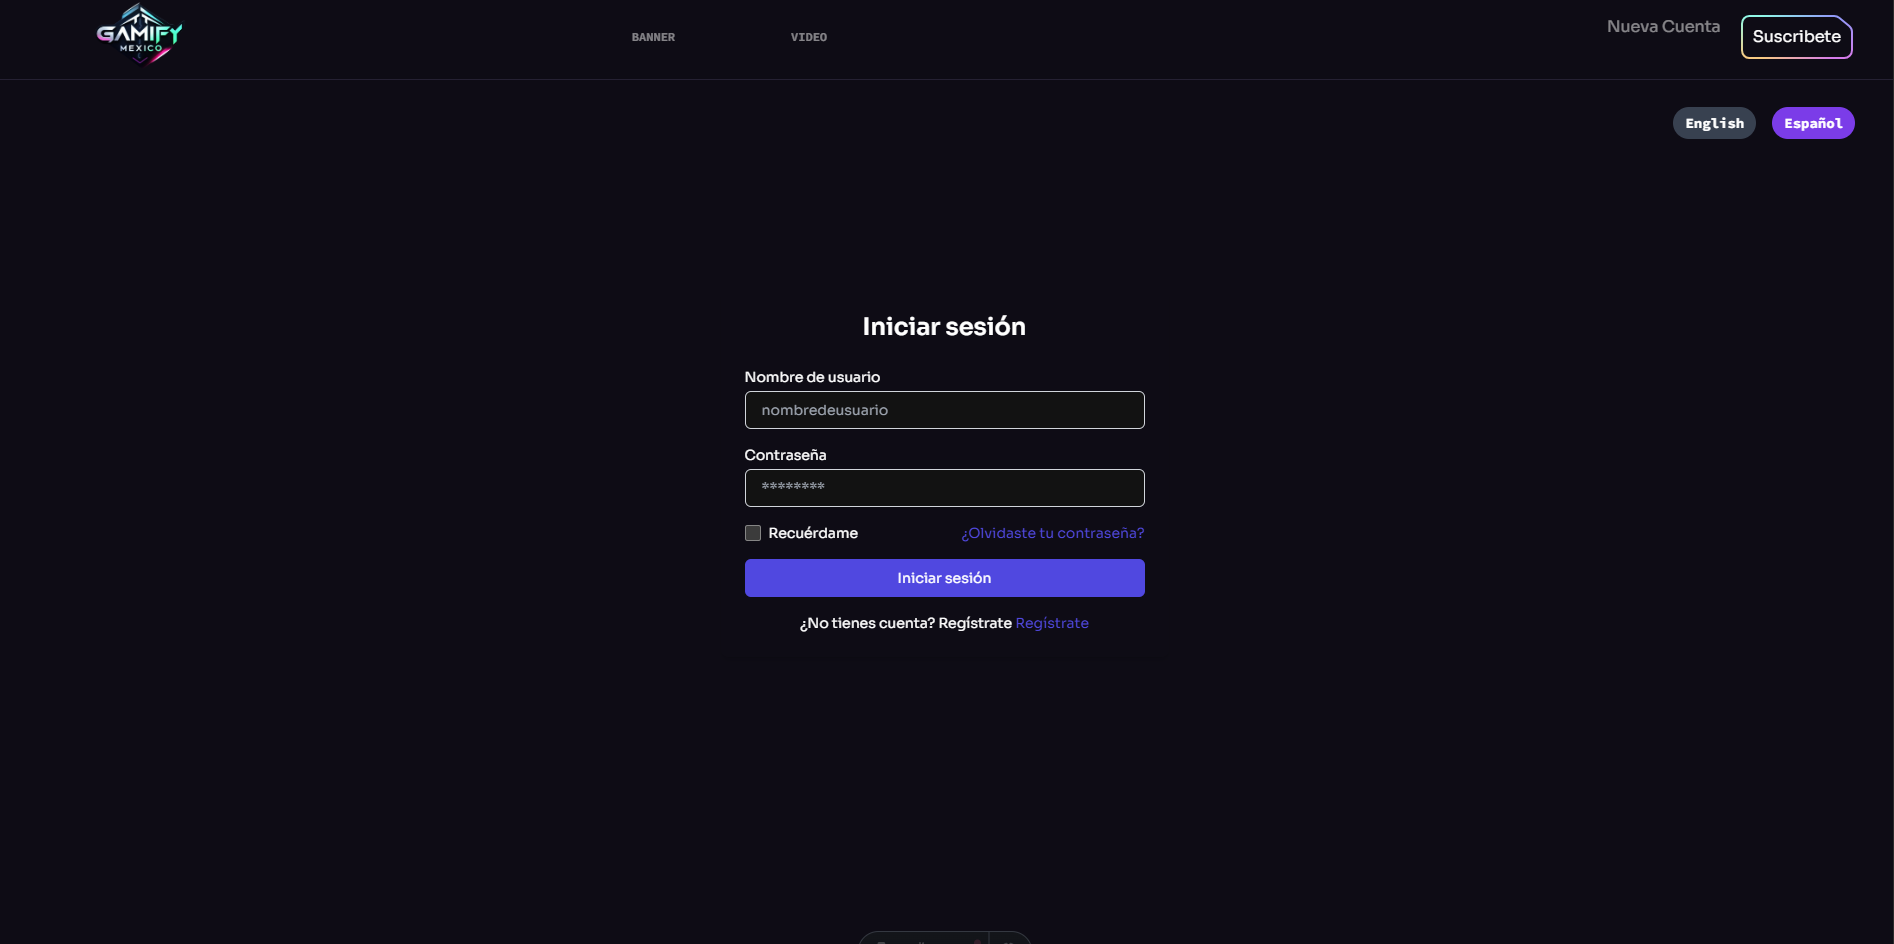 GAMIFY
MEXICO
BANNER
VIDEO
Nueva Cuenta
Suscribete
English
Español
Iniciar sesión
Nombre de usuario
nombredeusuario
Contraseña
********
Recuérdame
¿Olvidaste tu contraseña?
Iniciar sesión
¿No tienes cuenta? Regístrate Regístrate